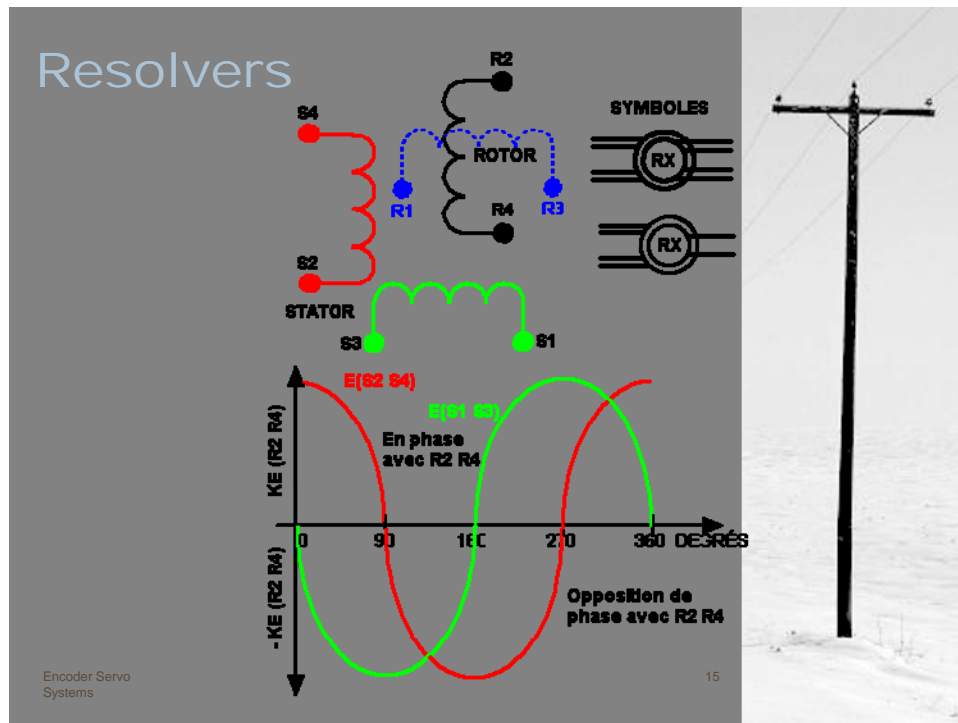 Resolvers
R2
S4
SYMBOLES
ROTOR
RX
R1
R4
R3
RX
S2
STATOR
S3
S1
E(S2 S4)
E(S1 S3)
KE (R2 R4)
En phase
avec R2 R4
0 90 180 270 360 DEGRÉS
- KE (R2 R4)
Opposition de
phase avec R2 R4
Encoder Servo
Systems
15